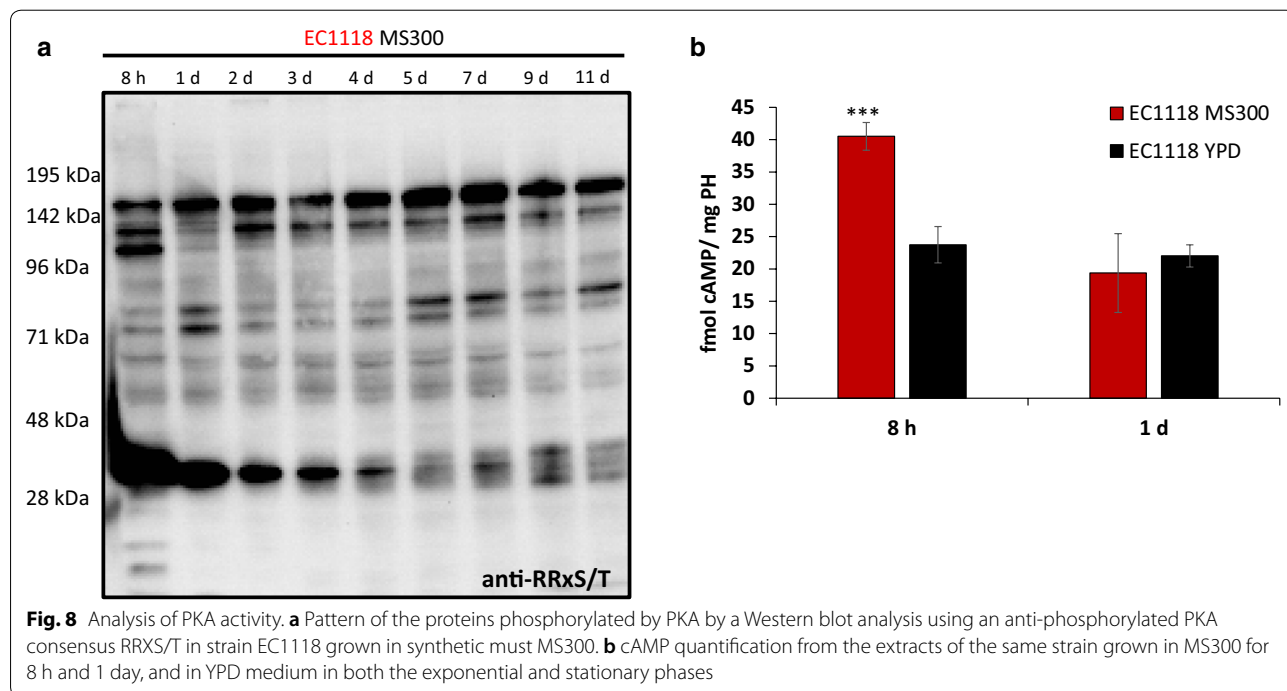 a
EC1118 MS300
8 h 1 d 2 d 3 d 4 d 5 d 7 d 9 d 11 d
195 kDa
142 kDa
96 kDa
71 kDa
48 kDa
28 kDa
anti-RRxS/T
b
fmol cAMP/ mg PH
45
40
35
30
25
20
15
10
5
0
***
EC1118 MS300
EC1118 YPD
8 h 1 d
Fig. 8 Analysis of PKA activity. a Pattern of the proteins phosphorylated by PKA by a Western blot analysis using an anti-phosphorylated PKA
consensus RRXS/T in strain EC1118 grown in synthetic must MS300. b cAMP quantification from the extracts of the same strain grown in MS300 for
8 h and 1 day, and in YPD medium in both the exponential and stationary phases